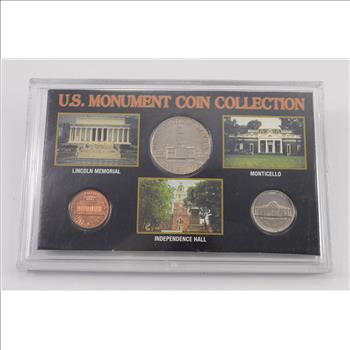 U.S. MONUMENT COIN COLLECTION
LINCOLN MEMORIAL
MONTICELLO
INDEPENDENCE HALL